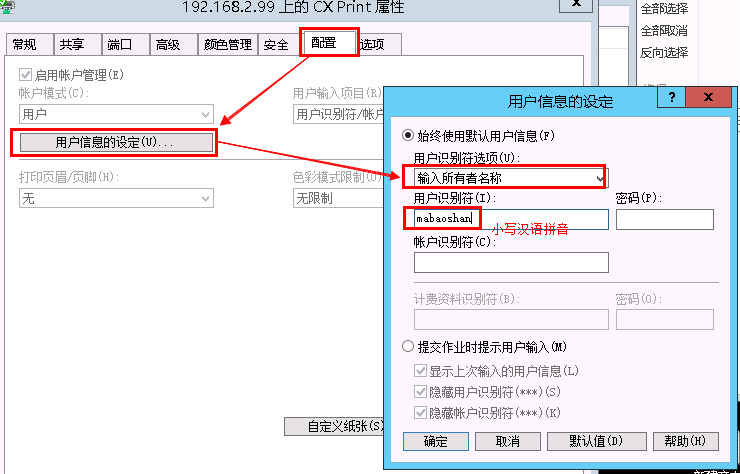 192.168.2.99 上的 CX Print 属性
x
全部选择
全部取消
反向选择
常规 共享 端口 高级 颜色管理 安全 配置 选项
启用帐户管理(E)
帐户模式(C):
用户输入项目(R)
用户
用户识别符/帐户
用户信息的设定(U)...
打印页眉/页脚(H):
色彩模式限制(O)
无
无限制
自定义纸张(S)
用户信息的设定
? x
始终使用默认用户信息(F)
用户识别符选项(U):
输入所有者名称
用户识别符(I): 密码(P):
mabaoshan
小写汉语拼音
帐户识别符(C):
计费资料识别符(B): 密码(O):
提交作业时提示用户输入(M)
显示上次输入的用户信息(L)
隐藏用户识别符(***)(S)
隐藏帐户识别符(***)(K)
确定 取消 默认值(D) 帮助(H)